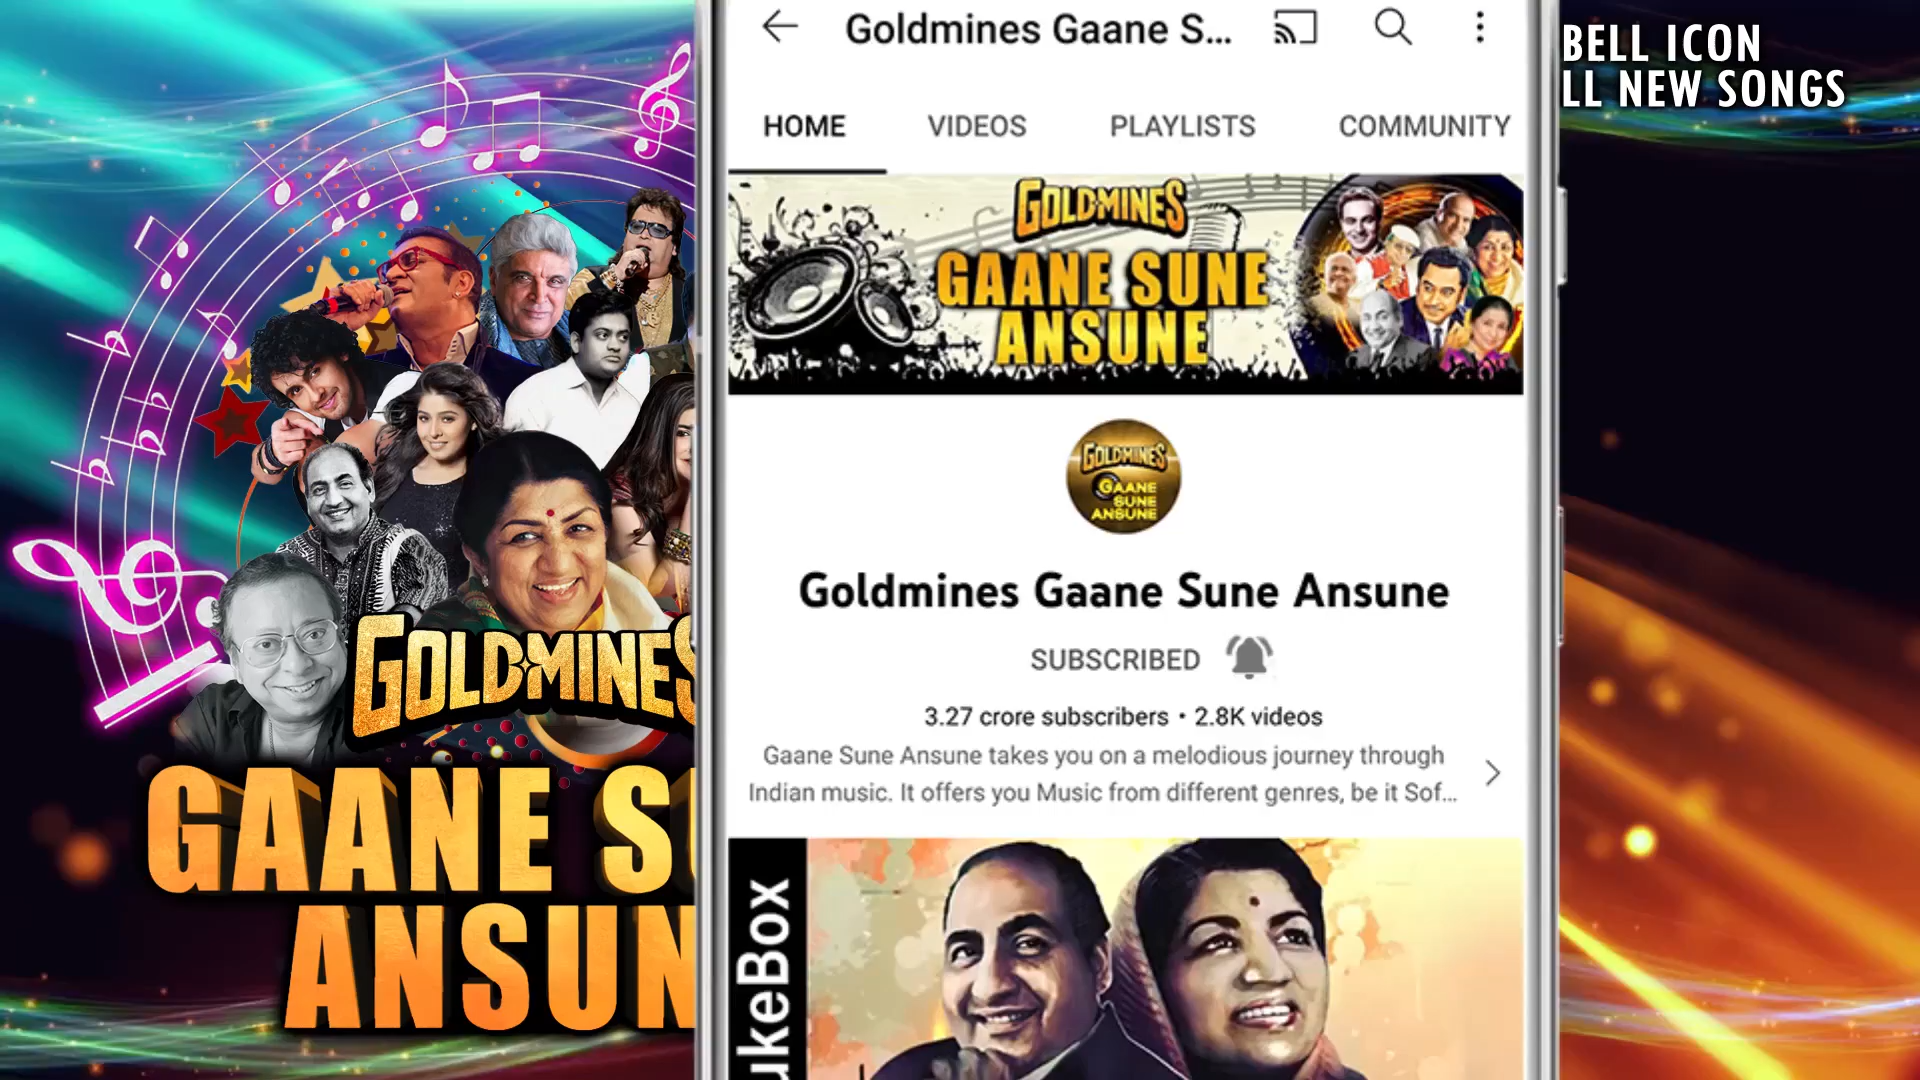 BELL ICON
LL NEW SONGS
Goldmines Gaane S...
HOME VIDEOS PLAYLISTS COMMUNITY
GOLDMINES
GAANE SUNE
ANSUNE
GOLDMINES
GAANE
SUNE
ANSUNE
Goldmines Gaane Sune Ansune
SUBSCRIBED
3.27 crore subscribers • 2.8K videos
Gaane Sune Ansune takes you on a melodious journey through
Indian music. It offers you Music from different genres, be it Sof...
ukeBox
GOLDMINES
GAANE S
ANSUN